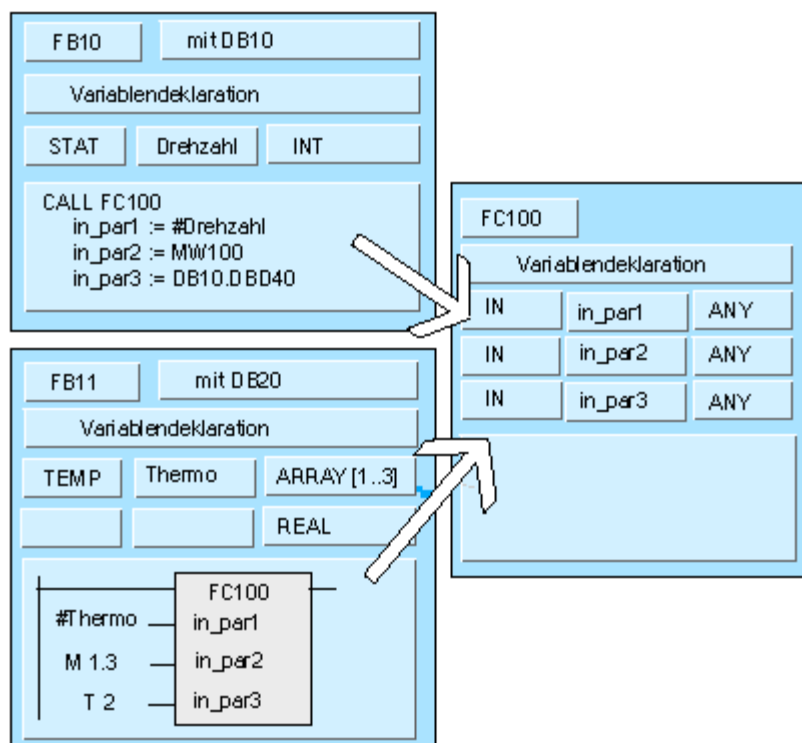 FB10
mit DB10
Variablendeklaration
STAT Drehzahl INT
CALL FC100
in_par1 := #Drehzahl
in_par2 := MW100
in_par3 := DB10.DBD40
FB11
mit DB20
Variablendeklaration
TEMP Thermo ARRAY [1..3]
REAL
FC100
#Thermo in_par1
M 1.3 in_par2
T 2 in_par3
FC100
Variablendeklaration
IN in_par1 ANY
IN in_par2 ANY
IN in_par3 ANY